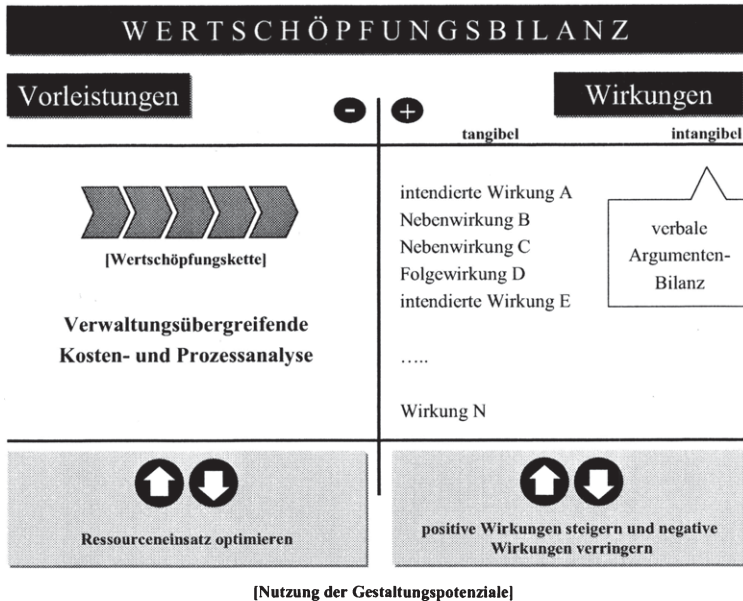 WERTSCHÖPFUNGSBILANZ
Vorleistungen
-
+
Wirkungen
tangibel
intangibel
[Wertschöpfungskette]
Verwaltungsübergreifende
Kosten- und Prozessanalyse
intendierte Wirkung A
Nebenwirkung B
Nebenwirkung C
Folgewirkung D
intendierte Wirkung E
.....
Wirkung N
verbale
Argumenten-
Bilanz
Ressourceneinsatz optimieren
positive Wirkungen steigern und negative
Wirkungen verringern
[Nutzung der Gestaltungspotenziale]